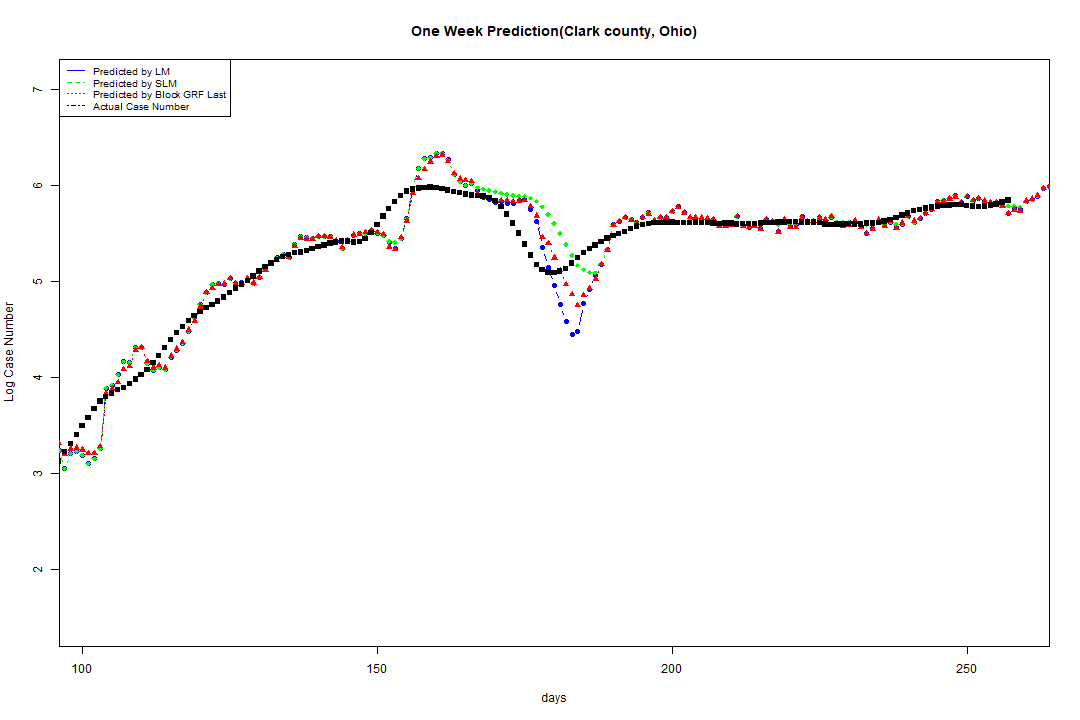 One Week Prediction(Clark county, Ohio)
Predicted by LM
Predicted by SLM
Predicted by Block GRF Last
Actual Case Number
7
6
5
4
3
2
Log Case Number
100
150
200
250
days